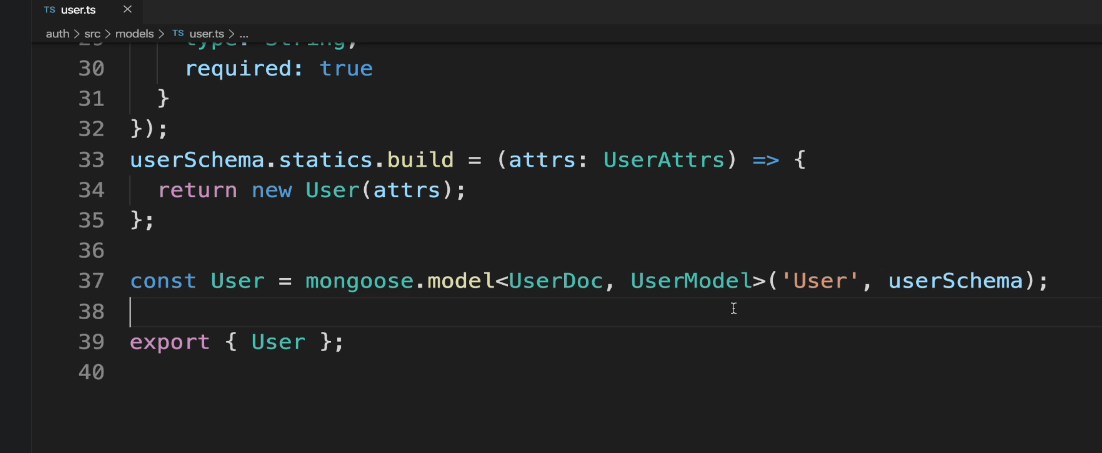 TS user.ts ×
auth > src > models > TS user.ts > ...
29 type: String,
30 required: true
31 }
32 });
33 userSchema.statics.build = (attrs: UserAttrs) => {
34 return new User(attrs);
35 };
36
37 const User = mongoose.model<UserDoc, UserModel>('User', userSchema);
38
39 export { User };
40